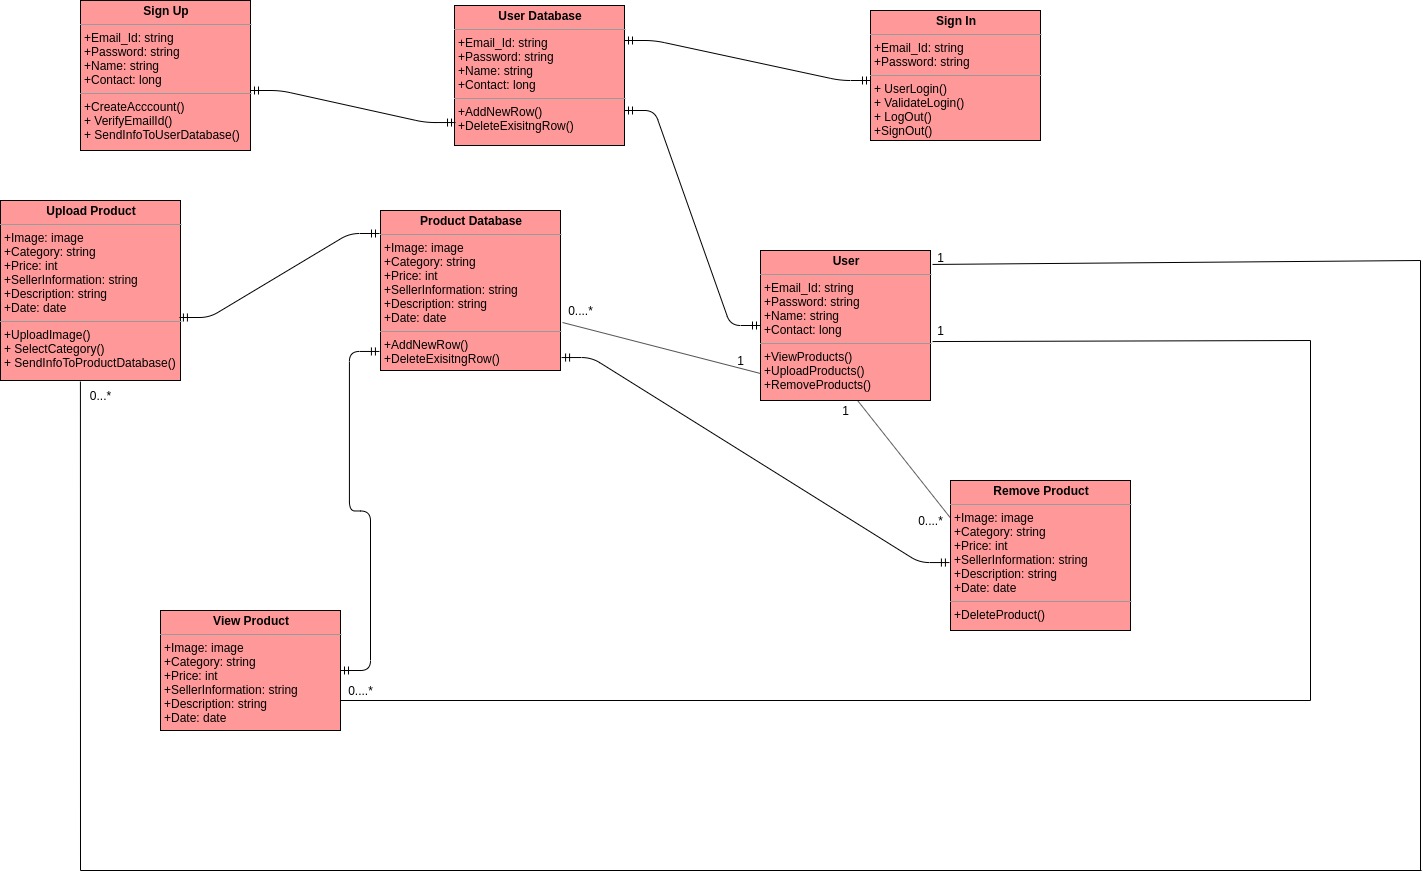 Sign Up
+Email_Id: string
+Password: string
+Name: string
+Contact: long
+CreateAcccount()
+ VerifyEmailId()
+ SendInfoToUserDatabase()
User Database
+Email_Id: string
+Password: string
+Name: string
+Contact: long
+AddNewRow()
+DeleteExisitngRow()
Sign In
+Email_Id: string
+Password: string
+ UserLogin()
+ ValidateLogin()
+ LogOut()
+SignOut()
Upload Product
+Image: image
+Category: string
+Price: int
+SellerInformation: string
+Description: string
+Date: date
+UploadImage()
+ SelectCategory()
+ SendInfoToProductDatabase()
0...*
Product Database
+Image: image
+Category: string
+Price: int
+SellerInformation: string
+Description: string
+Date: date
+AddNewRow()
+DeleteExisitngRow()
0....*
1
User
+Email_Id: string
+Password: string
+Name: string
+Contact: long
+ViewProducts()
+UploadProducts()
+RemoveProducts()
1
1
1
0....*
Remove Product
+Image: image
+Category: string
+Price: int
+SellerInformation: string
+Description: string
+Date: date
+DeleteProduct()
View Product
+Image: image
+Category: string
+Price: int
+SellerInformation: string
+Description: string
+Date: date
0....*